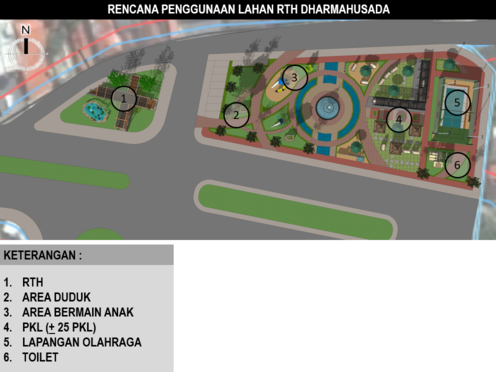 RENCANA PENGGUNAAN LAHAN RTH DHARMAHUSADA
N
1
2
3
4
5
6
KETERANGAN :
1. RTH
2. AREA DUDUK
3. AREA BERMAIN ANAK
4. PKL (± 25 PKL)
5. LAPANGAN OLAHRAGA
6. TOILET